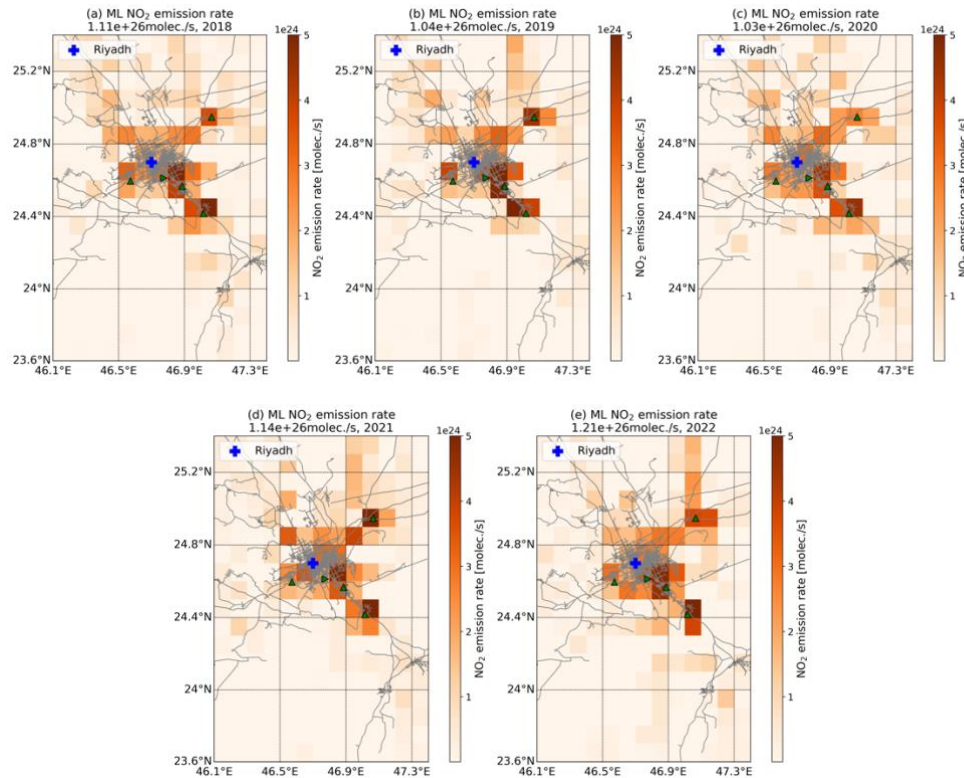 (a) ML NO₂ emission rate
1.11e+26molec./s, 2018
1e24
Riyadh
25.2°N
24.8°N
24.4°N
24°N
23.6°N
46.1°E 46.5°E 46.9°E 47.3°E
5
4
3
2
1
NO₂ emission rate [molec./s]
(b) ML NO₂ emission rate
1.04e+26molec./s, 2019
1e24
Riyadh
25.2°N
24.8°N
24.4°N
24°N
23.6°N
46.1°E 46.5°E 46.9°E 47.3°E
5
4
3
2
1
NO₂ emission rate [molec./s]
(c) ML NO₂ emission rate
1.03e+26molec./s, 2020
1e24
Riyadh
25.2°N
24.8°N
24.4°N
24°N
23.6°N
46.1°E 46.5°E 46.9°E 47.3°E
5
4
3
2
1
NO₂ emission rate [molec./s]
(d) ML NO₂ emission rate
1.14e+26molec./s, 2021
1e24
Riyadh
25.2°N
24.8°N
24.4°N
24°N
23.6°N
46.1°E 46.5°E 46.9°E 47.3°E
5
4
3
2
1
NO₂ emission rate [molec./s]
(e) ML NO₂ emission rate
1.21e+26molec./s, 2022
1e24
Riyadh
25.2°N
24.8°N
24.4°N
24°N
23.6°N
46.1°E 46.5°E 46.9°E 47.3°E
5
4
3
2
1
NO₂ emission rate [molec./s]